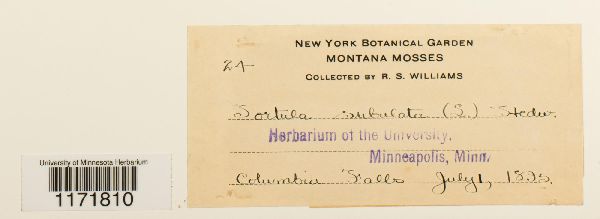 NEW YORK BOTANICAL GARDEN
MONTANA MOSSES
COLLECTED BY R. S. WILLIAMS
24
Tortula subulata (L.) Hedw.
Herbarium of the University,
Minneapolis, Minn.
Columbia Falls July 1, 1895
University of Minnesota Herbarium
1171810